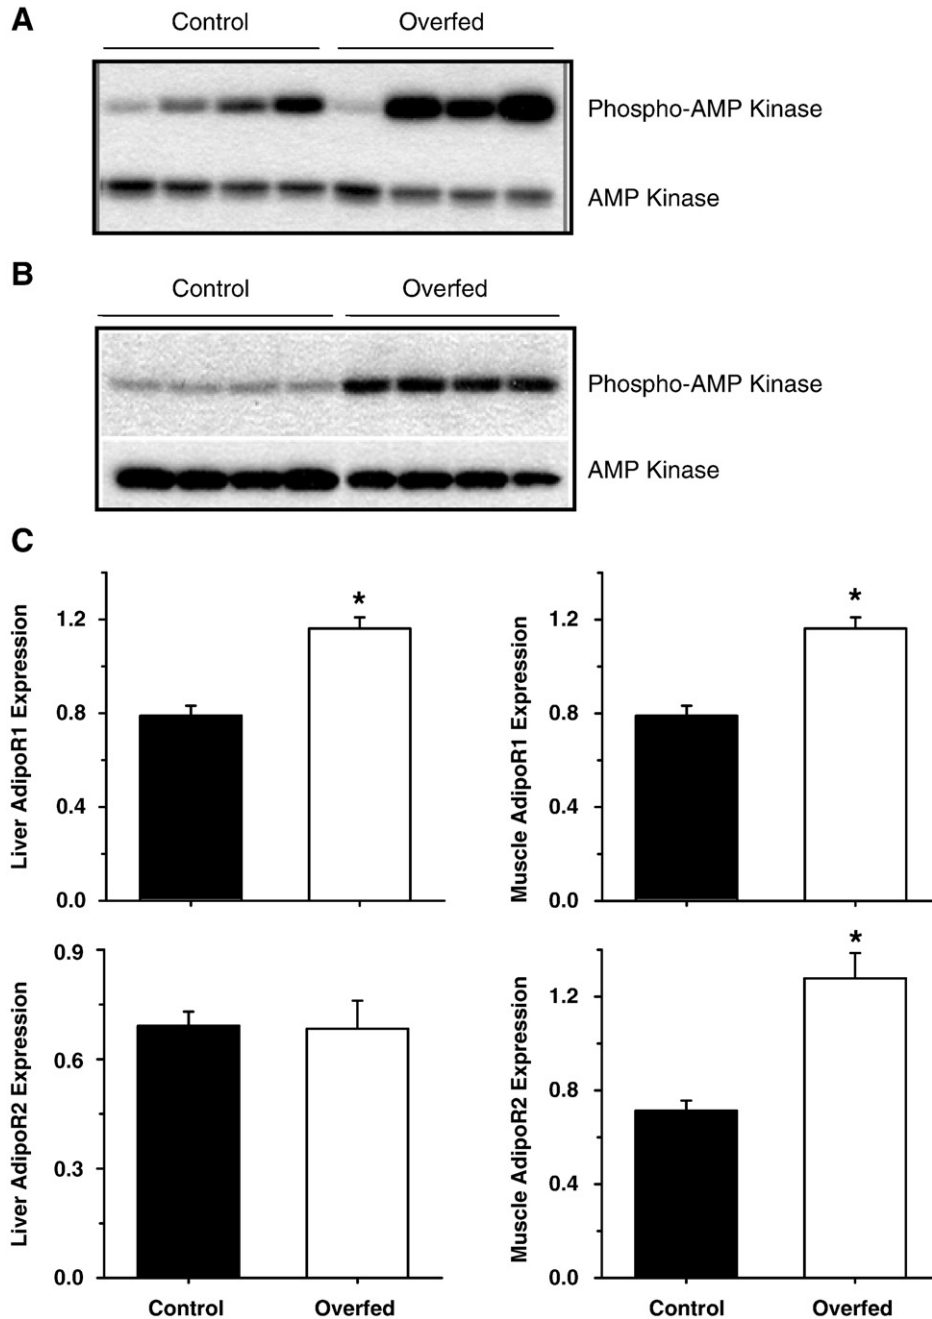 A
Control Overfed
Phospho-AMP Kinase
AMP Kinase
B
Control Overfed
Phospho-AMP Kinase
AMP Kinase
C
Liver AdipoR1 Expression
1.2
0.8
0.4
0.0
*
Muscle AdipoR1 Expression
1.2
0.8
0.4
0.0
*
Liver AdipoR2 Expression
0.9
0.6
0.3
0.0
Control Overfed
Muscle AdipoR2 Expression
1.2
0.8
0.4
0.0
*
Control Overfed